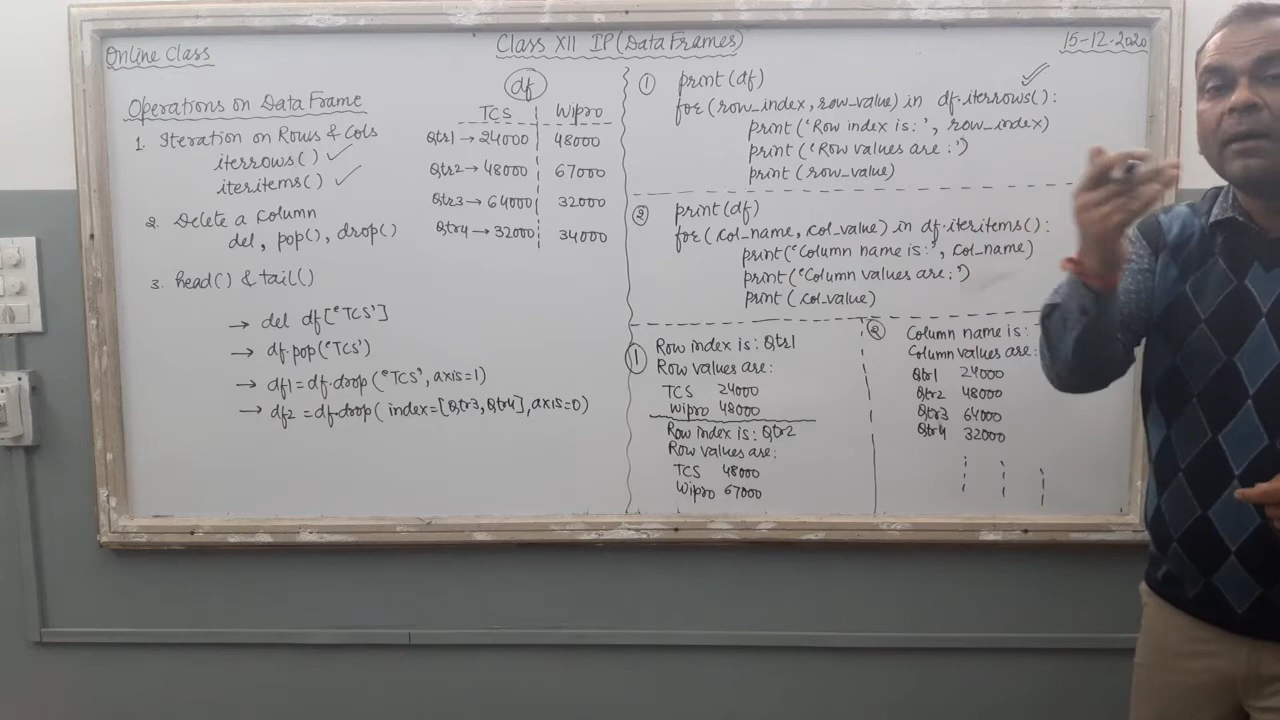 Online Class
Class XII IP (Data Frames)
15-12-2020
Operations on DataFrame
1. Iteration on Rows & Cols
iterrows() ✓
iteritems() ✓
2. Delete a Column
del, pop(), drop()
3. head() & tail()
→ del df['TCS']
→ df.pop('TCS')
→ df1=df.drop('TCS', axis=1)
→ df2=df.drop( index=[Qtr3, Qtr4], axis=0)
df
TCS Wipro
Qtr1 → 24000 48000
Qtr2 → 48000 67000
Qtr3 → 64000 32000
Qtr4 → 32000 34000
① print(df)
for (row_index, row_value) in df.iterrows():
print('Row index is:', row_index)
print('Row values are:')
print (row_value)
② print(df)
for (col_name, col_value) in df.iteritems():
print('Column name is:', col_name)
print('Column values are:')
print (col_value)
① Row index is: Qtr1
Row values are:
TCS 24000
Wipro 48000
Row index is: Qtr2
Row values are:
TCS 48000
Wipro 67000
② Column name is:
Column values are:
Qtr1 24000
Qtr2 48000
Qtr3 64000
Qtr4 32000